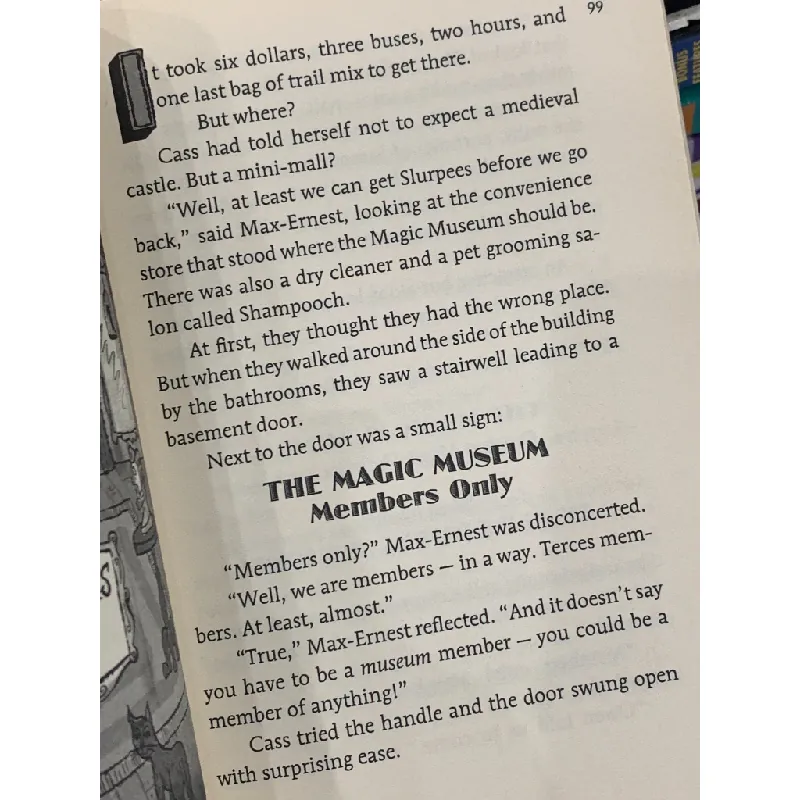 99
It took six dollars, three buses, two hours, and
one last bag of trail mix to get there.
But where?
Cass had told herself not to expect a medieval
castle. But a mini-mall?
“Well, at least we can get Slurpees before we go
back,” said Max-Ernest, looking at the convenience
store that stood where the Magic Museum should be.
There was also a dry cleaner and a pet grooming sa-
lon called Shampooch.
At first, they thought they had the wrong place.
But when they walked around the side of the building
by the bathrooms, they saw a stairwell leading to a
basement door.
Next to the door was a small sign:
THE MAGIC MUSEUM
Members Only
“Members only?” Max-Ernest was disconcerted.
“Well, we are members — in a way. Terces mem-
bers. At least, almost.”
“True,” Max-Ernest reflected. “And it doesn’t say
you have to be a museum member — you could be a
member of anything!”
Cass tried the handle and the door swung open
with surprising ease.
BONUS
FEATURES
S